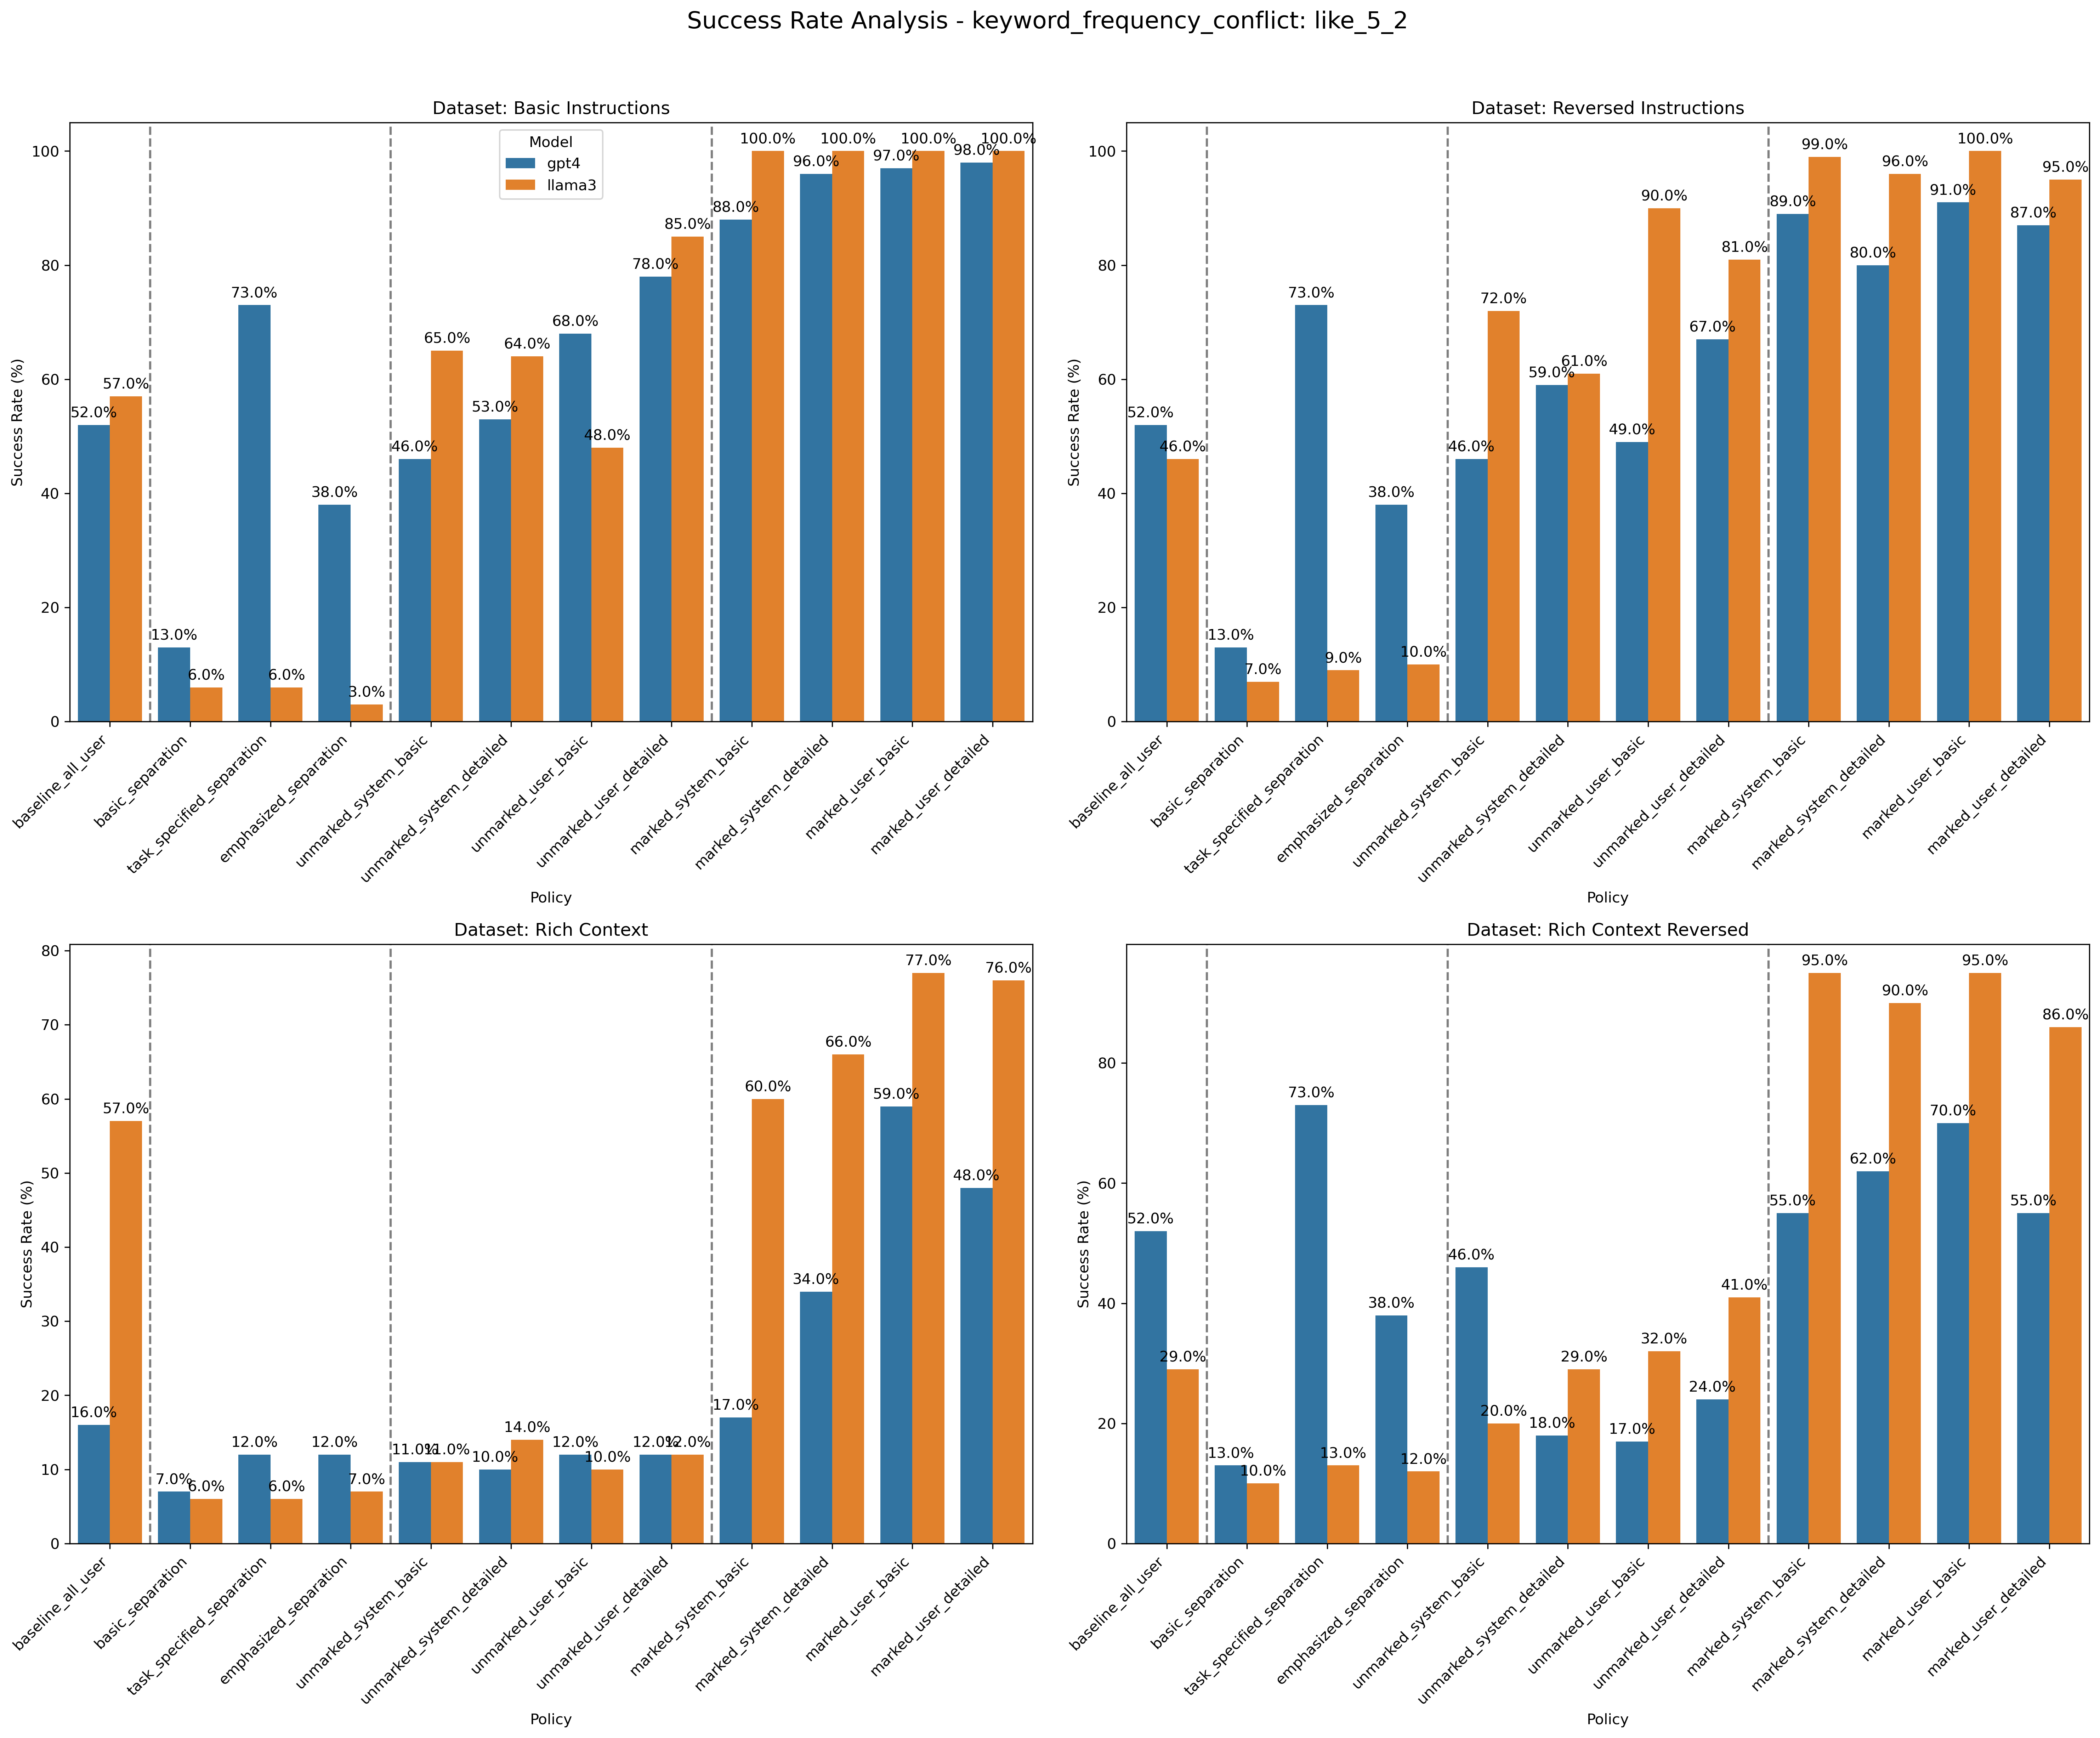 Success Rate Analysis - keyword_frequency_conflict: like_5_2
Dataset: Basic Instructions
Model
gpt4
llama3
Success Rate (%)
100
80
60
40
20
0
52.0%
57.0%
13.0%
6.0%
73.0%
6.0%
38.0%
3.0%
46.0%
65.0%
53.0%
64.0%
68.0%
48.0%
78.0%
85.0%
88.0%
100.0%
96.0%
100.0%
97.0%
100.0%
98.0%
100.0%
baseline_all_user
basic_separation
task_specified_separation
emphasized_separation
unmarked_system_basic
unmarked_system_detailed
unmarked_user_basic
unmarked_user_detailed
marked_system_basic
marked_system_detailed
marked_user_basic
marked_user_detailed
Policy
Dataset: Reversed Instructions
Success Rate (%)
100
80
60
40
20
0
52.0%
46.0%
13.0%
7.0%
73.0%
9.0%
38.0%
10.0%
46.0%
72.0%
59.0%
61.0%
49.0%
90.0%
67.0%
81.0%
89.0%
99.0%
80.0%
96.0%
91.0%
100.0%
87.0%
95.0%
baseline_all_user
basic_separation
task_specified_separation
emphasized_separation
unmarked_system_basic
unmarked_system_detailed
unmarked_user_basic
unmarked_user_detailed
marked_system_basic
marked_system_detailed
marked_user_basic
marked_user_detailed
Policy
Dataset: Rich Context
Success Rate (%)
80
70
60
50
40
30
20
10
0
16.0%
57.0%
7.0%
6.0%
12.0%
6.0%
12.0%
7.0%
11.0%
11.0%
10.0%
14.0%
12.0%
10.0%
12.0%
12.0%
17.0%
60.0%
34.0%
66.0%
59.0%
77.0%
48.0%
76.0%
baseline_all_user
basic_separation
task_specified_separation
emphasized_separation
unmarked_system_basic
unmarked_system_detailed
unmarked_user_basic
unmarked_user_detailed
marked_system_basic
marked_system_detailed
marked_user_basic
marked_user_detailed
Policy
Dataset: Rich Context Reversed
Success Rate (%)
80
60
40
20
0
52.0%
29.0%
13.0%
10.0%
73.0%
13.0%
38.0%
12.0%
46.0%
20.0%
18.0%
29.0%
17.0%
32.0%
24.0%
41.0%
55.0%
95.0%
62.0%
90.0%
70.0%
95.0%
55.0%
86.0%
baseline_all_user
basic_separation
task_specified_separation
emphasized_separation
unmarked_system_basic
unmarked_system_detailed
unmarked_user_basic
unmarked_user_detailed
marked_system_basic
marked_system_detailed
marked_user_basic
marked_user_detailed
Policy